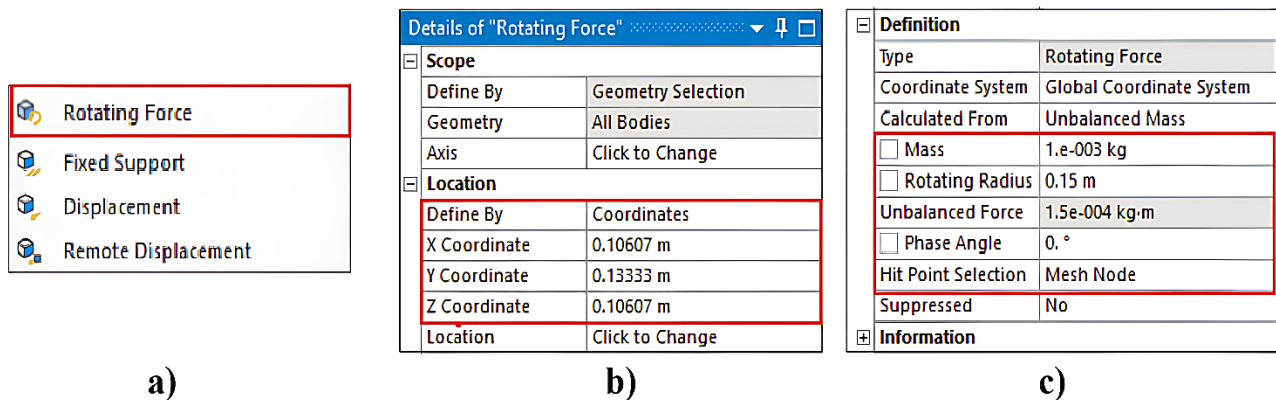 Rotating Force
Fixed Support
Displacement
Remote Displacement
a)
Details of "Rotating Force"
Scope
Define By Geometry Selection
Geometry All Bodies
Axis Click to Change
Location
Define By Coordinates
X Coordinate 0.10607 m
Y Coordinate 0.13333 m
Z Coordinate 0.10607 m
Location Click to Change
b)
Definition
Type Rotating Force
Coordinate System Global Coordinate System
Calculated From Unbalanced Mass
Mass 1.e-003 kg
Rotating Radius 0.15 m
Unbalanced Force 1.5e-004 kg·m
Phase Angle 0. °
Hit Point Selection Mesh Node
Suppressed No
Information
c)